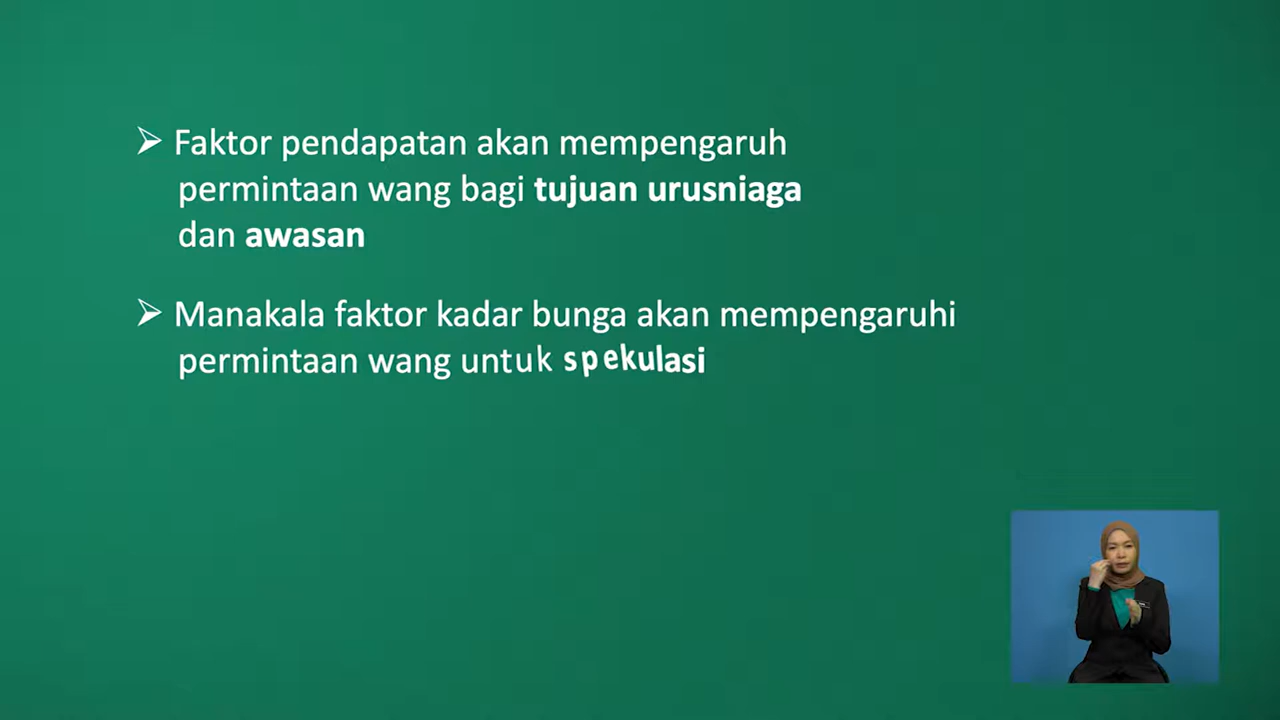 Faktor pendapatan akan mempengaruh
permintaan wang bagi tujuan urusniaga
dan awasan
Manakala faktor kadar bunga akan mempengaruhi
permintaan wang untuk spekulasi